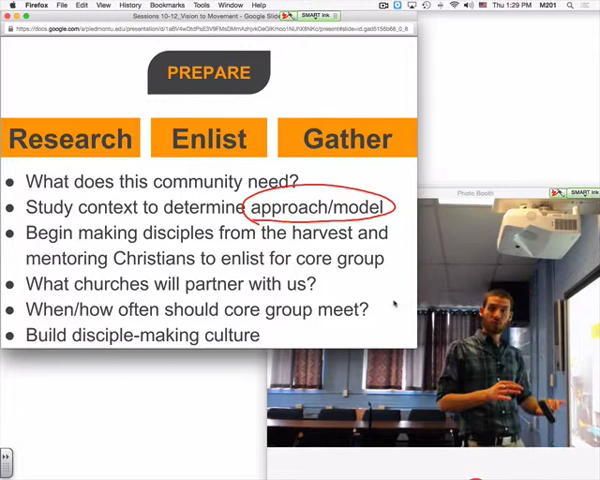 Firefox File Edit View History Bookmarks Tools Window Help
Thu 1:29 PM M201
Sessions 10-12_Vision to Movement - Google Slid
SMART Ink
PREPARE
Research Enlist Gather
● What does this community need?
● Study context to determine approach/model
● Begin making disciples from the harvest and
mentoring Christians to enlist for core group
● What churches will partner with us?
● When/how often should core group meet?
● Build disciple-making culture
Photo Booth
SMART Ink